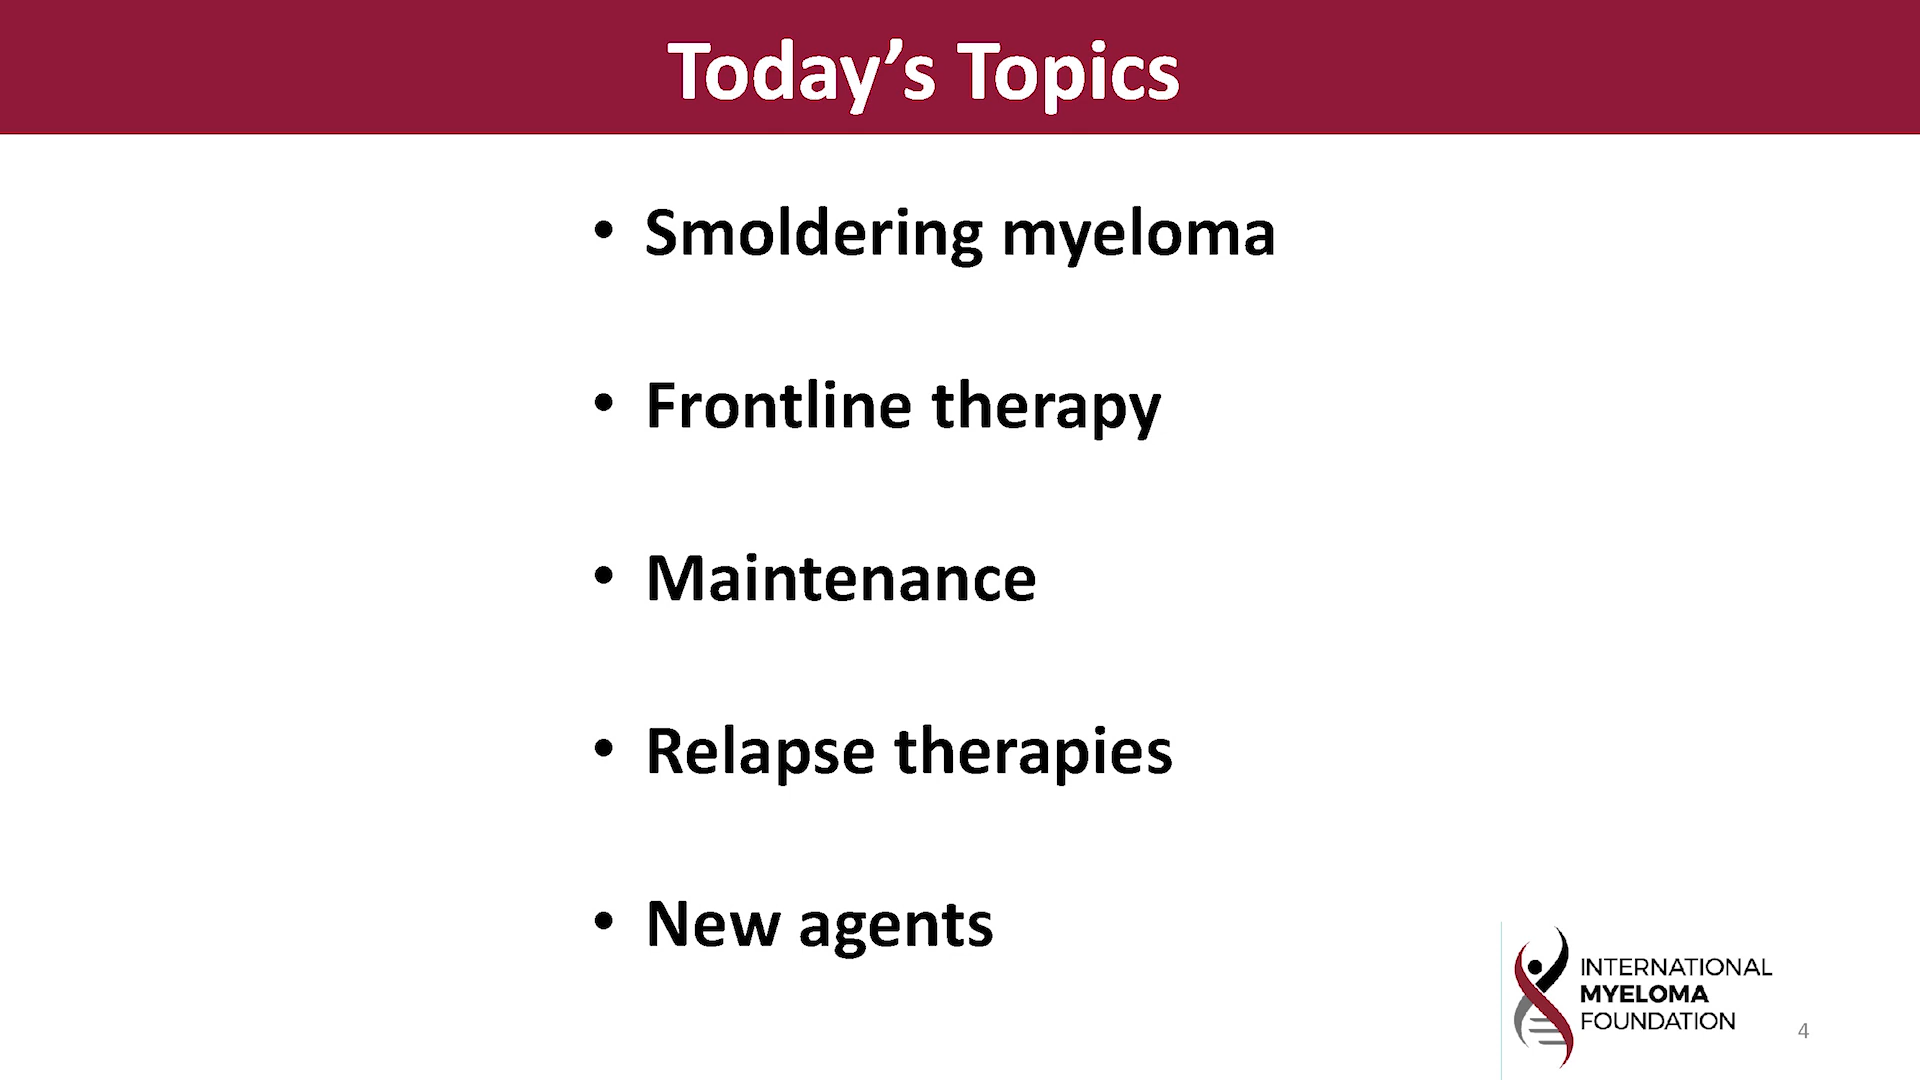 Today’s Topics
• Smoldering myeloma
• Frontline therapy
• Maintenance
• Relapse therapies
• New agents
INTERNATIONAL
MYELOMA
FOUNDATION
4